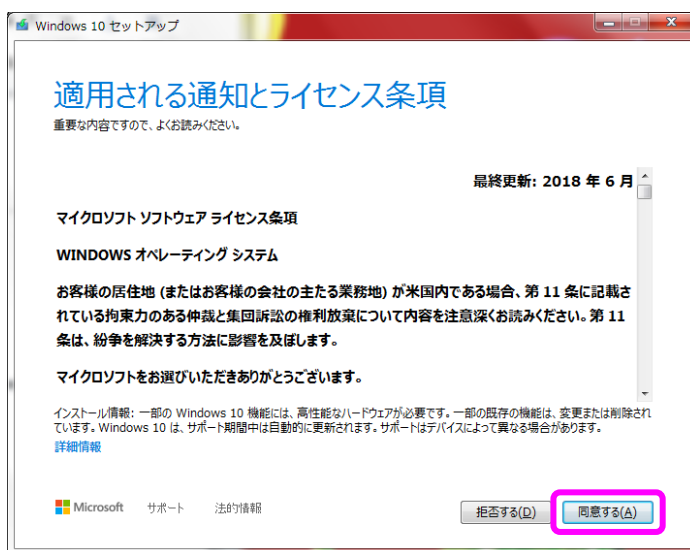 Windows 10 セットアップ
適用される通知とライセンス条項
重要な内容ですので、よくお読みください。
最終更新: 2018 年 6 月
マイクロソフト ソフトウェア ライセンス条項
WINDOWS オペレーティング システム
お客様の居住地 (またはお客様の会社の主たる業務地) が米国内である場合、第 11 条に記載さ
れている拘束力のある仲裁と集団訴訟の権利放棄について内容を注意深くお読みください。第 11
条は、紛争を解決する方法に影響を及ぼします。
マイクロソフトをお選びいただきありがとうございます。
インストール情報: 一部の Windows 10 機能には、高性能なハードウェアが必要です。一部の既存の機能は、変更または削除され
ています。Windows 10 は、サポート期間中は自動的に更新されます。サポートはデバイスによって異なる場合があります。
詳細情報
Microsoft サポート 法的情報 拒否する(D) 同意する(A)